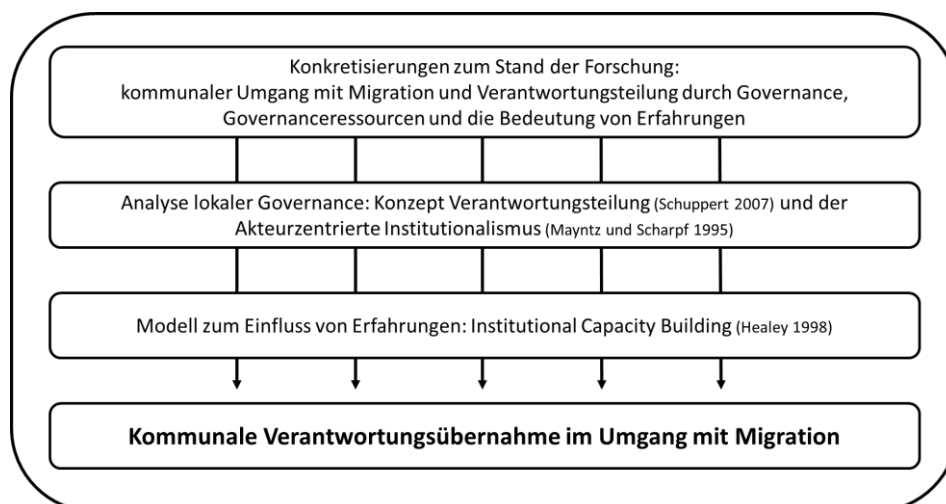 Konkretisierungen zum Stand der Forschung:
kommunaler Umgang mit Migration und Verantwortungsteilung durch Governance,
Governanceressourcen und die Bedeutung von Erfahrungen
Analyse lokaler Governance: Konzept Verantwortungsteilung (Schuppert 2007) und der
Akteurzentrierte Institutionalismus (Mayntz und Scharpf 1995)
Modell zum Einfluss von Erfahrungen: Institutional Capacity Building (Healey 1998)
Kommunale Verantwortungsübernahme im Umgang mit Migration